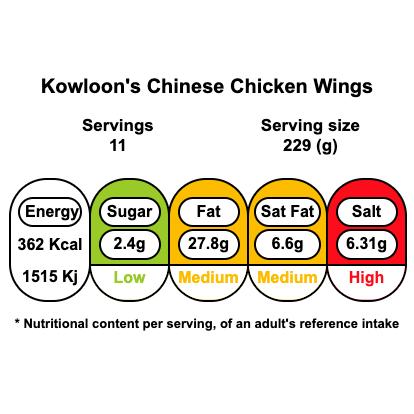 Kowloon's Chinese Chicken Wings
Servings
11
Serving size
229 (g)
Energy
362 Kcal
1515 Kj
Sugar
2.4g
Low
Fat
27.8g
Medium
Sat Fat
6.6g
Medium
Salt
6.31g
High
* Nutritional content per serving, of an adult's reference intake